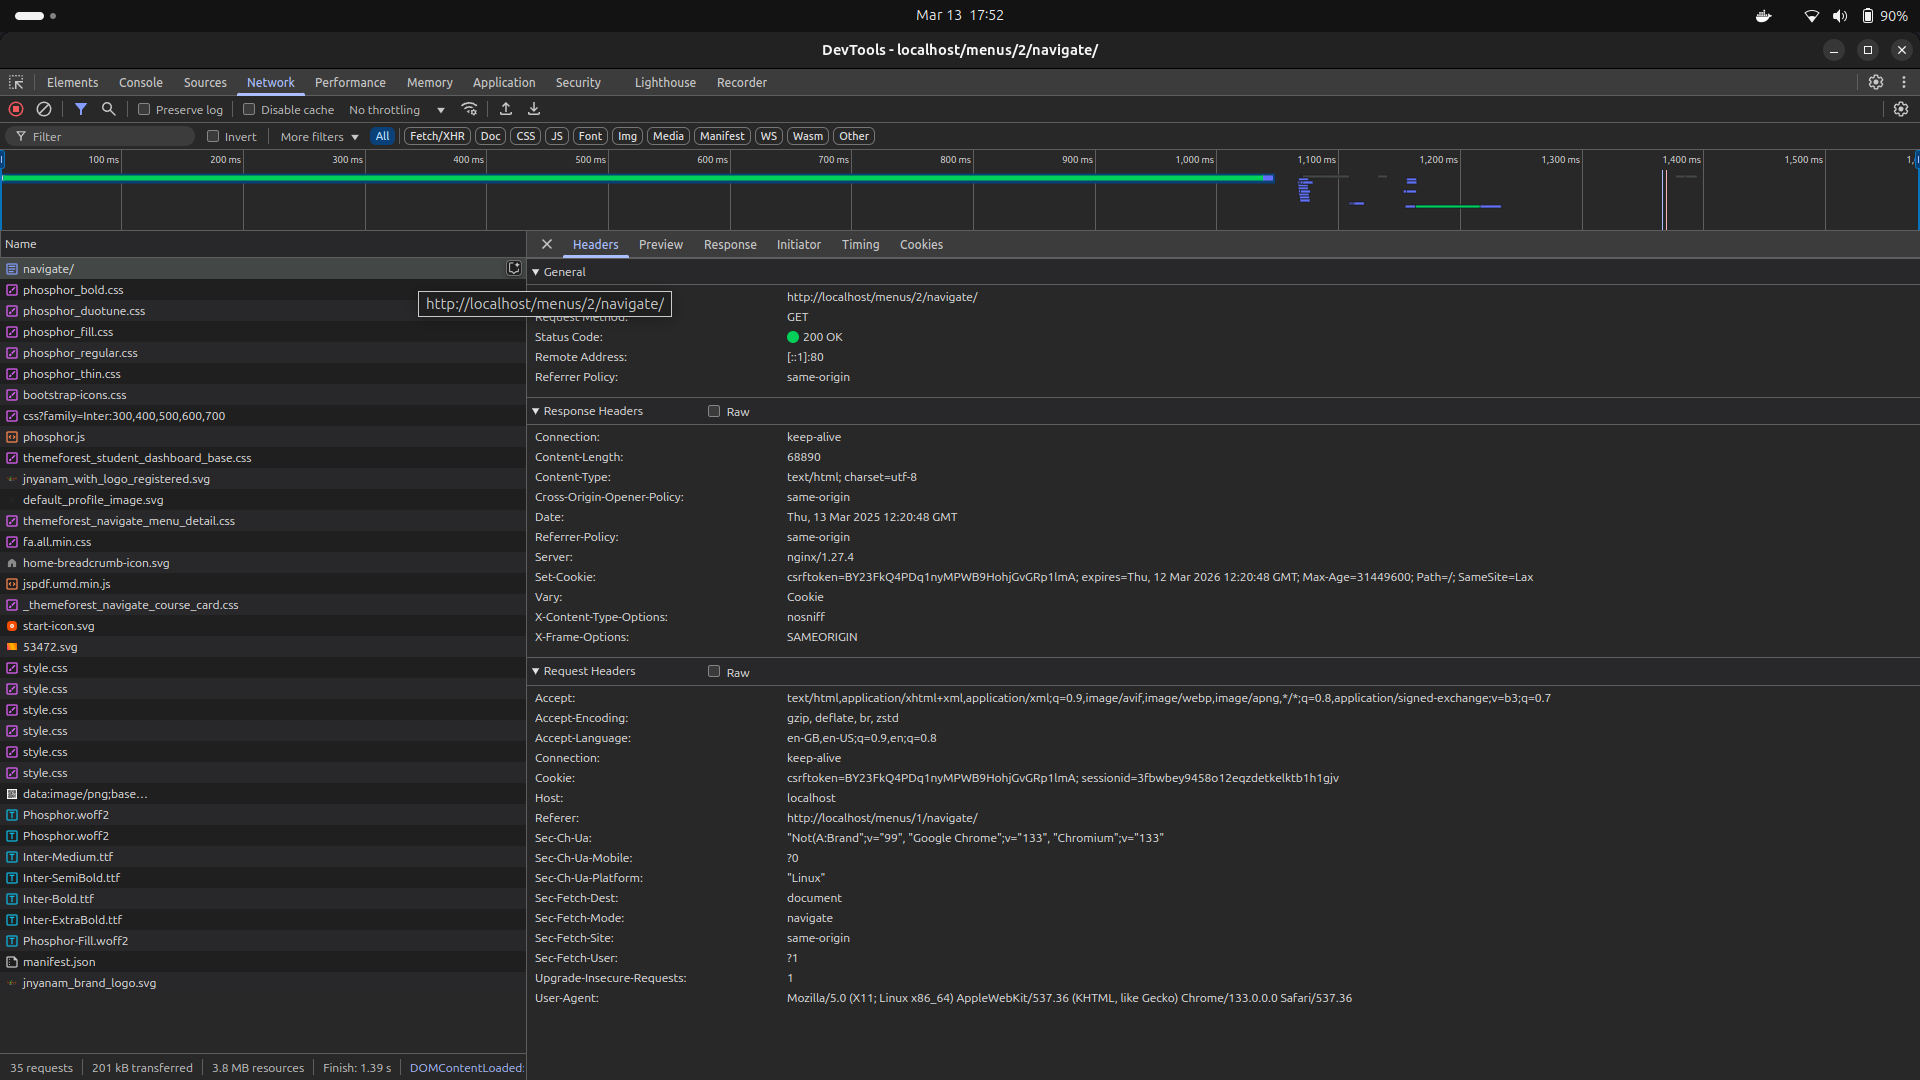 Mar 13 17:52
90%
DevTools - localhost/menus/2/navigate/
Elements Console Sources Network Performance Memory Application Security Lighthouse Recorder
Preserve log Disable cache No throttling
Filter Invert More filters All Fetch/XHR Doc CSS JS Font Img Media Manifest WS Wasm Other
100 ms 200 ms 300 ms 400 ms 500 ms 600 ms 700 ms 800 ms 900 ms 1,000 ms 1,100 ms 1,200 ms 1,300 ms 1,400 ms 1,500 ms
Name
navigate/
phosphor_bold.css
phosphor_duotune.css
phosphor_fill.css
phosphor_regular.css
phosphor_thin.css
bootstrap-icons.css
css?family=Inter:300,400,500,600,700
phosphor.js
themeforest_student_dashboard_base.css
jnyanam_with_logo_registered.svg
default_profile_image.svg
themeforest_navigate_menu_detail.css
fa.all.min.css
home-breadcrumb-icon.svg
jspdf.umd.min.js
_themeforest_navigate_course_card.css
start-icon.svg
53472.svg
style.css
style.css
style.css
style.css
style.css
style.css
data:image/png;base…
Phosphor.woff2
Phosphor.woff2
Inter-Medium.ttf
Inter-SemiBold.ttf
Inter-Bold.ttf
Inter-ExtraBold.ttf
Phosphor-Fill.woff2
manifest.json
jnyanam_brand_logo.svg
35 requests 201 kB transferred 3.8 MB resources Finish: 1.39 s DOMContentLoaded:
http://localhost/menus/2/navigate/
Headers Preview Response Initiator Timing Cookies
General
http://localhost/menus/2/navigate/
Request Method: GET
Status Code: 200 OK
Remote Address: [::1]:80
Referrer Policy: same-origin
Response Headers Raw
Connection: keep-alive
Content-Length: 68890
Content-Type: text/html; charset=utf-8
Cross-Origin-Opener-Policy: same-origin
Date: Thu, 13 Mar 2025 12:20:48 GMT
Referrer-Policy: same-origin
Server: nginx/1.27.4
Set-Cookie: csrftoken=BY23FkQ4PDq1nyMPWB9HohjGvGRp1lmA; expires=Thu, 12 Mar 2026 12:20:48 GMT; Max-Age=31449600; Path=/; SameSite=Lax
Vary: Cookie
X-Content-Type-Options: nosniff
X-Frame-Options: SAMEORIGIN
Request Headers Raw
Accept: text/html,application/xhtml+xml,application/xml;q=0.9,image/avif,image/webp,image/apng,*/*;q=0.8,application/signed-exchange;v=b3;q=0.7
Accept-Encoding: gzip, deflate, br, zstd
Accept-Language: en-GB,en-US;q=0.9,en;q=0.8
Connection: keep-alive
Cookie: csrftoken=BY23FkQ4PDq1nyMPWB9HohjGvGRp1lmA; sessionid=3fbwbey9458o12eqzdetkelktb1h1gjv
Host: localhost
Referer: http://localhost/menus/1/navigate/
Sec-Ch-Ua: "Not(A:Brand";v="99", "Google Chrome";v="133", "Chromium";v="133"
Sec-Ch-Ua-Mobile: ?0
Sec-Ch-Ua-Platform: "Linux"
Sec-Fetch-Dest: document
Sec-Fetch-Mode: navigate
Sec-Fetch-Site: same-origin
Sec-Fetch-User: ?1
Upgrade-Insecure-Requests: 1
User-Agent: Mozilla/5.0 (X11; Linux x86_64) AppleWebKit/537.36 (KHTML, like Gecko) Chrome/133.0.0.0 Safari/537.36